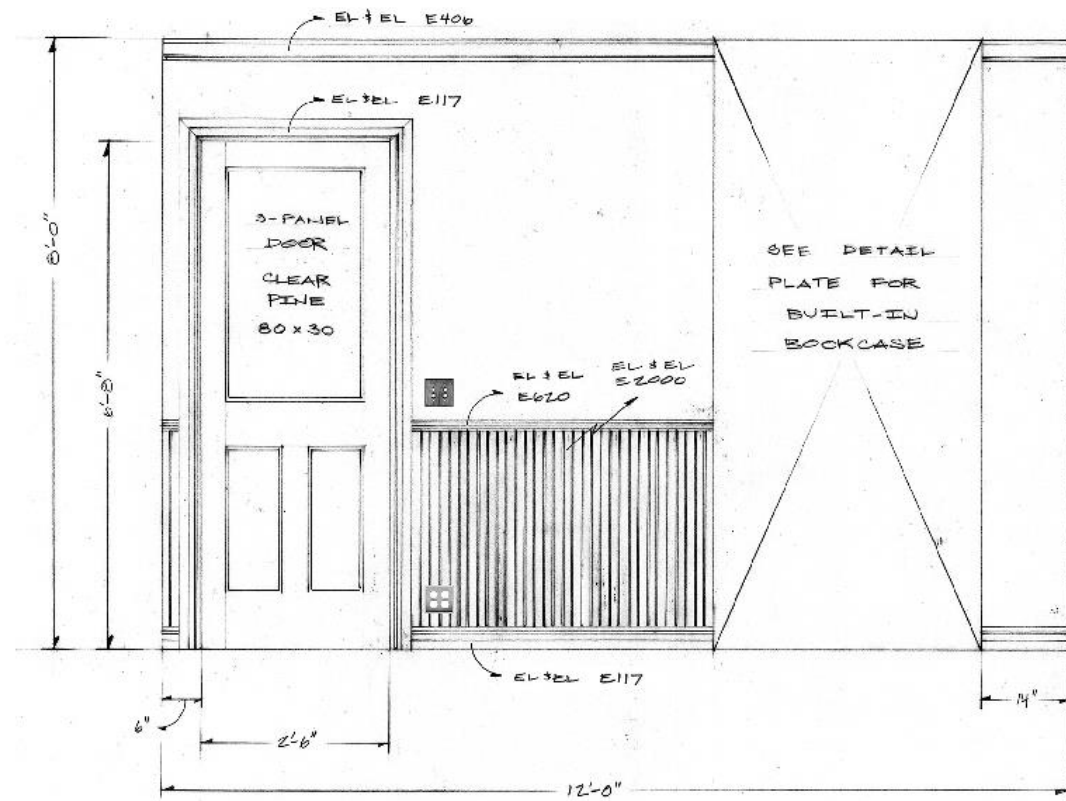 EL & EL E406
EL & EL E117
8'-0"
6'-8"
3-PANEL
DOOR
CLEAR
PINE
80 x 30
SEE DETAIL
PLATE FOR
BUILT-IN
BOOKCASE
EL & EL
E620
EL & EL
E2000
EL & EL E117
6"
2'-6"
14"
12'-0"